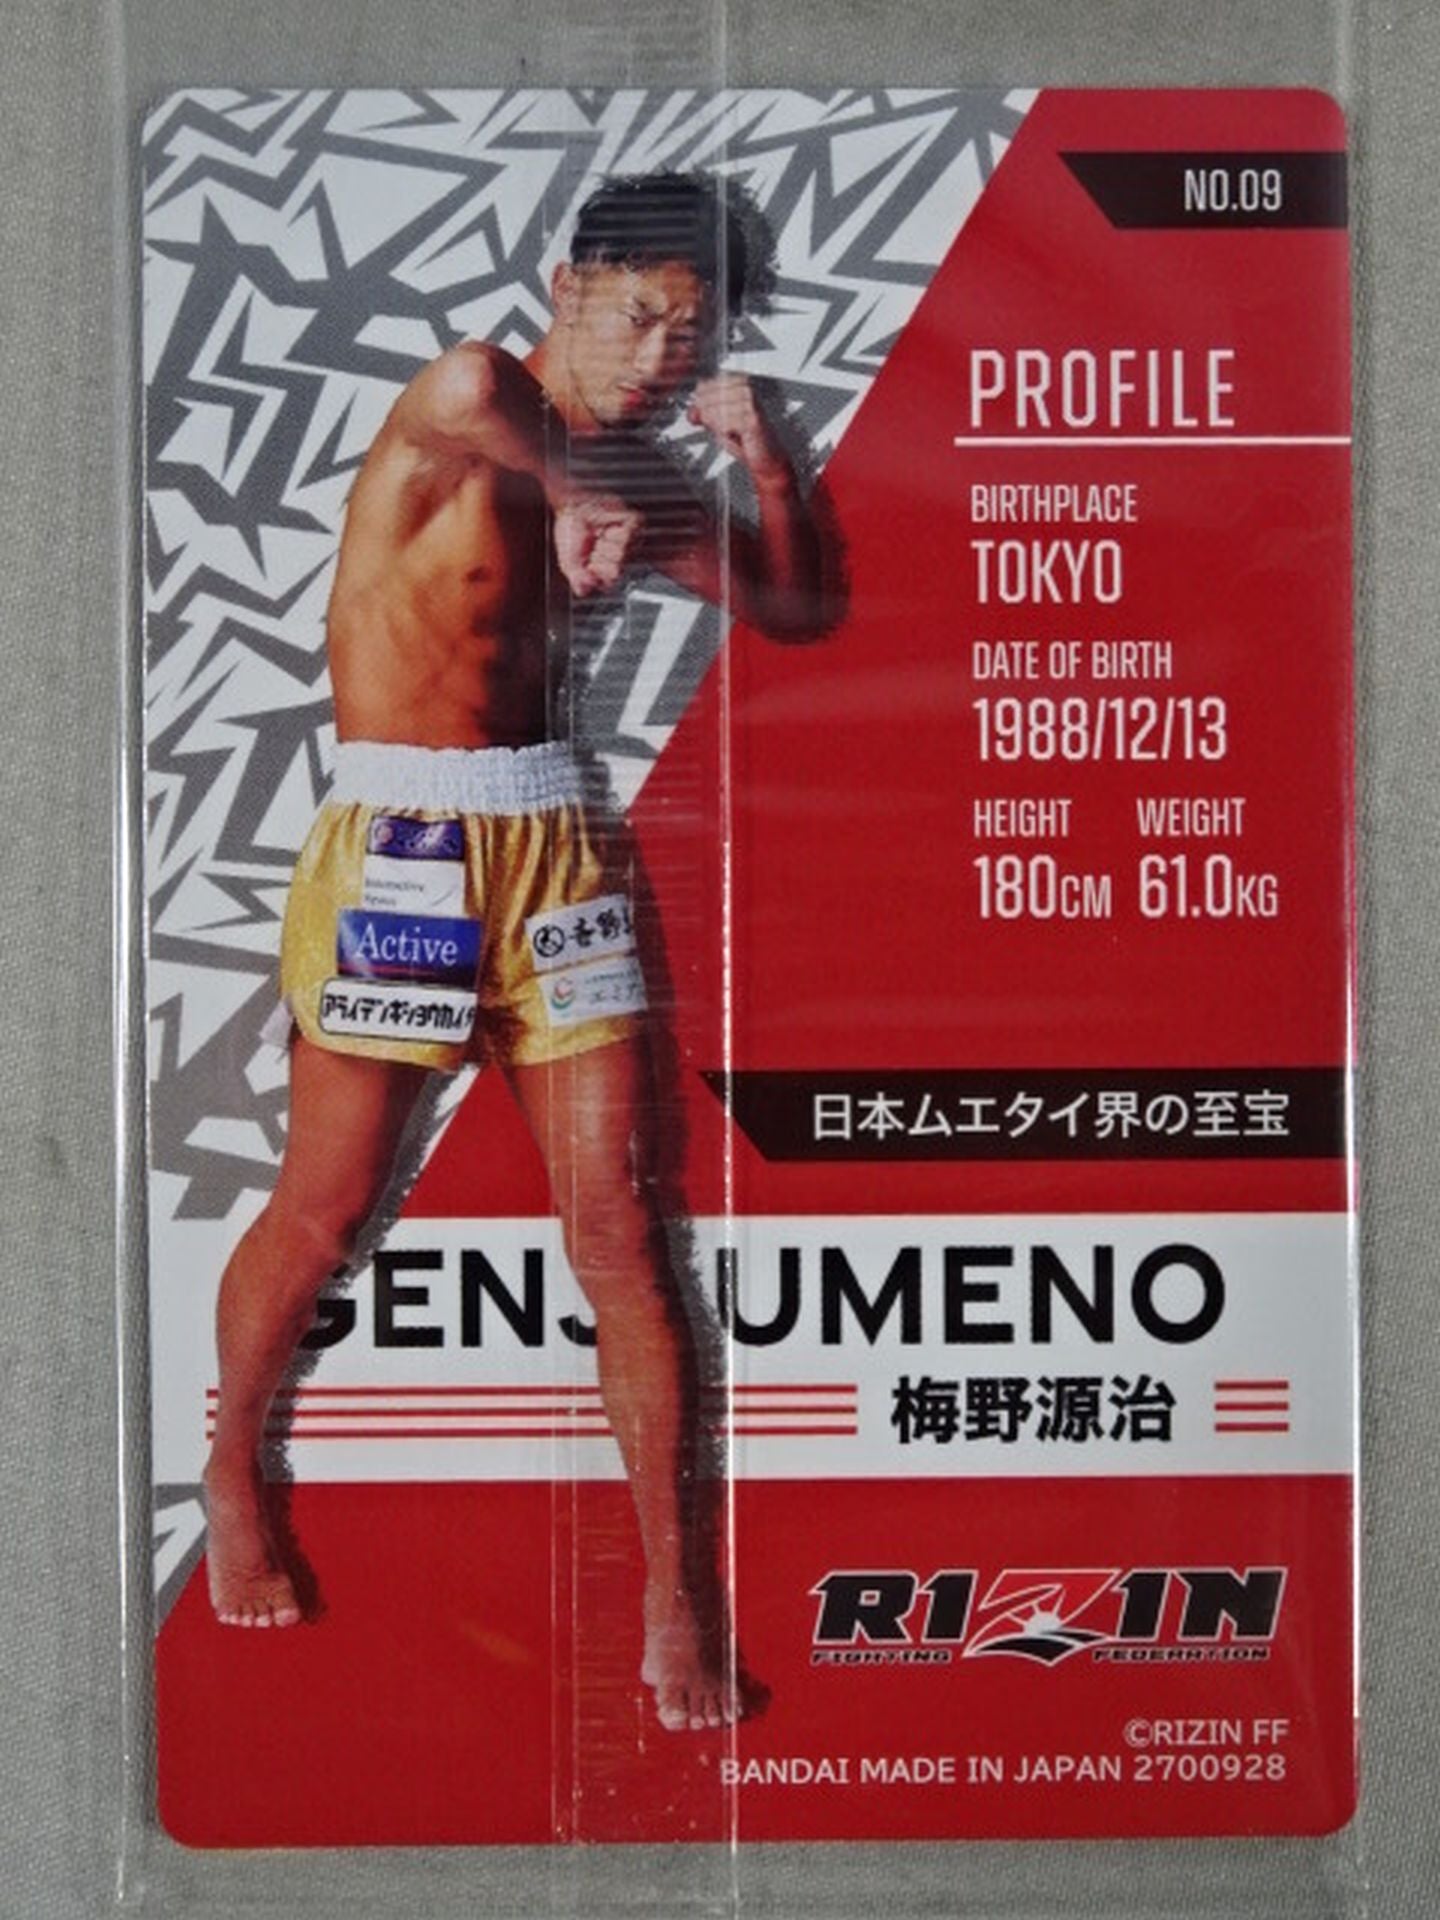 NO.09
PROFILE
BIRTHPLACE
TOKYO
DATE OF BIRTH
1988/12/13
HEIGHT WEIGHT
180CM 61.0KG
Active
日本ムエタイ界の至宝
GENJ UMENO
梅野源治
RIZIN
FIGHTING FEDERATION
©RIZIN FF
BANDAI MADE IN JAPAN 2700928